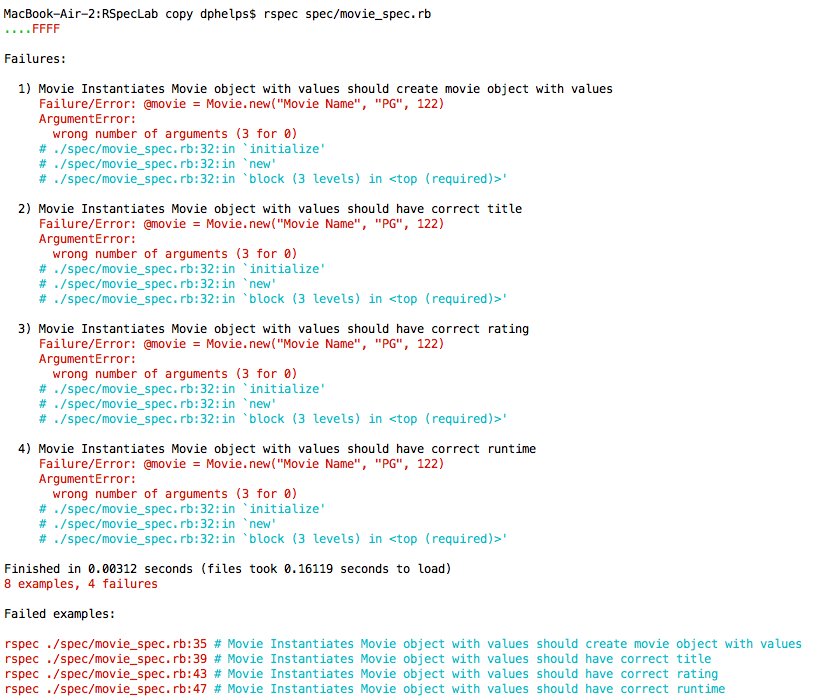 MacBook-Air-2:RSpecLab copy dphelps$ rspec spec/movie_spec.rb
....FFFF
Failures:
1) Movie Instantiates Movie object with values should create movie object with values
Failure/Error: @movie = Movie.new("Movie Name", "PG", 122)
ArgumentError:
wrong number of arguments (3 for 0)
# ./spec/movie_spec.rb:32:in `initialize'
# ./spec/movie_spec.rb:32:in `new'
# ./spec/movie_spec.rb:32:in `block (3 levels) in <top (required)>'
2) Movie Instantiates Movie object with values should have correct title
Failure/Error: @movie = Movie.new("Movie Name", "PG", 122)
ArgumentError:
wrong number of arguments (3 for 0)
# ./spec/movie_spec.rb:32:in `initialize'
# ./spec/movie_spec.rb:32:in `new'
# ./spec/movie_spec.rb:32:in `block (3 levels) in <top (required)>'
3) Movie Instantiates Movie object with values should have correct rating
Failure/Error: @movie = Movie.new("Movie Name", "PG", 122)
ArgumentError:
wrong number of arguments (3 for 0)
# ./spec/movie_spec.rb:32:in `initialize'
# ./spec/movie_spec.rb:32:in `new'
# ./spec/movie_spec.rb:32:in `block (3 levels) in <top (required)>'
4) Movie Instantiates Movie object with values should have correct runtime
Failure/Error: @movie = Movie.new("Movie Name", "PG", 122)
ArgumentError:
wrong number of arguments (3 for 0)
# ./spec/movie_spec.rb:32:in `initialize'
# ./spec/movie_spec.rb:32:in `new'
# ./spec/movie_spec.rb:32:in `block (3 levels) in <top (required)>'
Finished in 0.00312 seconds (files took 0.16119 seconds to load)
8 examples, 4 failures
Failed examples:
rspec ./spec/movie_spec.rb:35 # Movie Instantiates Movie object with values should create movie object with values
rspec ./spec/movie_spec.rb:39 # Movie Instantiates Movie object with values should have correct title
rspec ./spec/movie_spec.rb:43 # Movie Instantiates Movie object with values should have correct rating
rspec ./spec/movie_spec.rb:47 # Movie Instantiates Movie object with values should have correct runtime